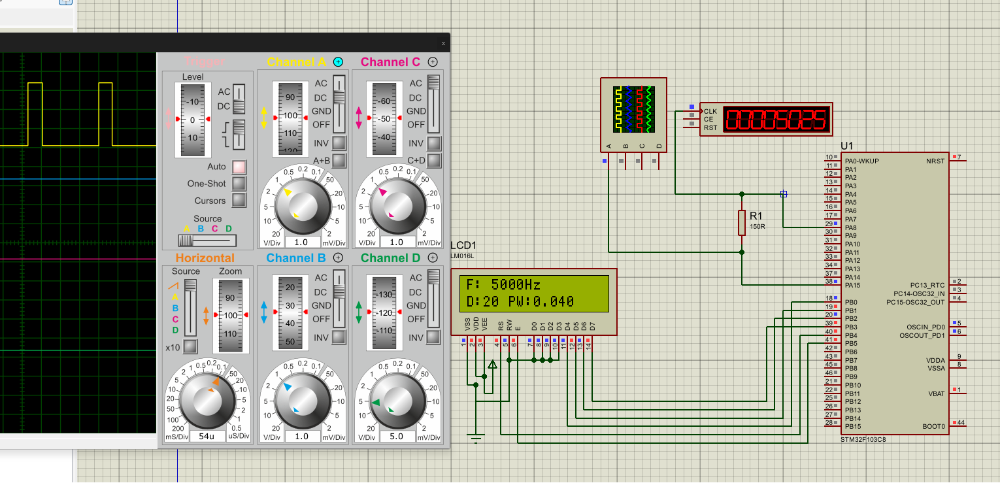 x
Trigger
Level
-10
0
10
AC
DC
Auto
One-Shot
Cursors
Source
A B C D
Channel A
90
100
110
120
AC
DC
GND
OFF
INV
A+B
20 10 5 2 1 0.5 0.2 0.1 50 20 10 5 2
V/Div 1.0 mV/Div
Channel C
-60
-50
-40
AC
DC
GND
OFF
INV
C+D
20 10 5 2 1 0.5 0.2 0.1 50 20 10 5 2
V/Div 1.0 mV/Div
Horizontal
Source
A
B
C
D
x10
Zoom
90
100
110
200 100 50 20 10 5 2 1 0.5 0.2 0.1 50 20 10 5 2 1 0.5
mS/Div 54u uS/Div
Channel B
20
30
40
50
AC
DC
GND
OFF
INV
20 10 5 2 1 0.5 0.2 0.1 50 20 10 5 2
V/Div 1.0 mV/Div
Channel D
-130
-120
-110
AC
DC
GND
OFF
INV
20 10 5 2 1 0.5 0.2 0.1 50 20 10 5 2
V/Div 5.0 mV/Div
A B C D
CLK
CE
RST
00005025
R1
150R
LCD1
LM016L
F: 5000Hz
D:20 PW:0.040
VSS VDD VEE RS RW E D0 D1 D2 D3 D4 D5 D6 D7
1 2 3 4 5 6 7 8 9 10 11 12 13 14
U1
10 PA0-WKUP
11 PA1
12 PA2
13 PA3
14 PA4
15 PA5
16 PA6
17 PA7
29 PA8
30 PA9
31 PA10
32 PA11
33 PA12
34 PA13
37 PA14
38 PA15
18 PB0
19 PB1
20 PB2
39 PB3
40 PB4
41 PB5
42 PB6
43 PB7
45 PB8
46 PB9
21 PB10
22 PB11
25 PB12
26 PB13
27 PB14
28 PB15
NRST 7
PC13_RTC 2
PC14-OSC32_IN 3
PC15-OSC32_OUT 4
OSCIN_PD0 5
OSCOUT_PD1 6
VDDA 9
VSSA 8
VBAT 1
BOOT0 44
STM32F103C8